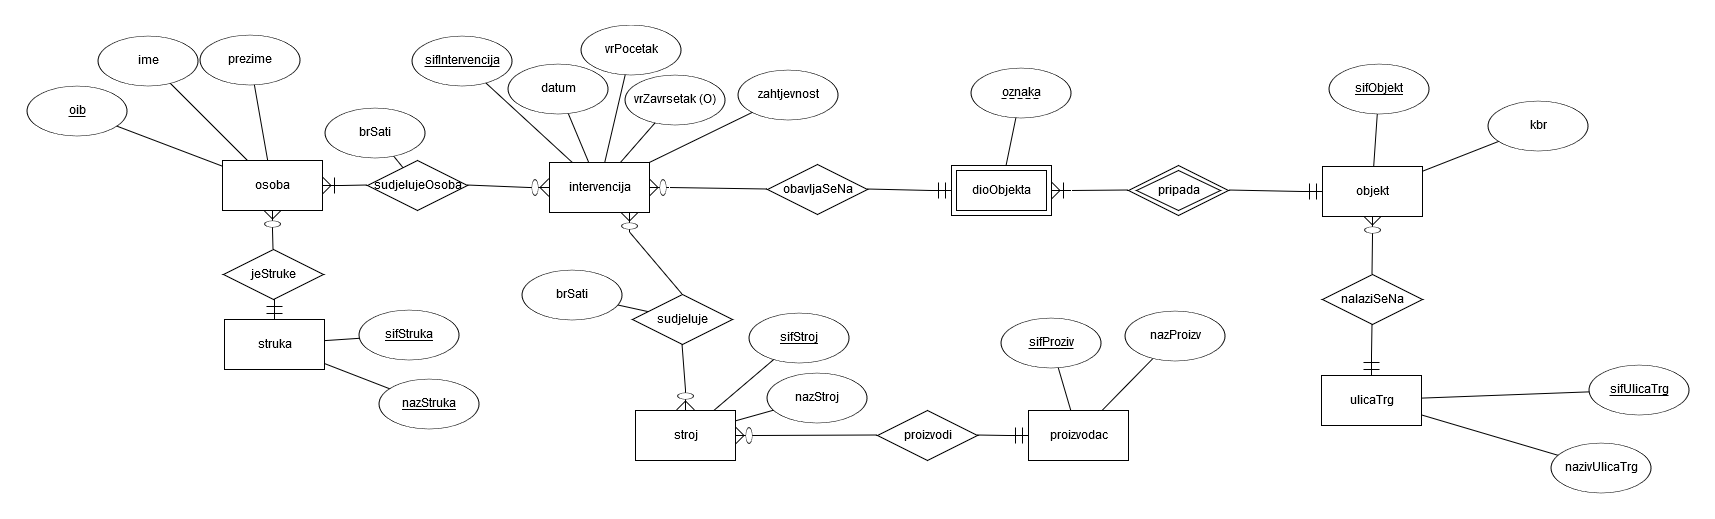 vrPocetak
ime
prezime
sifIntervencija
datum
vrZavrsetak (O)
zahtjevnost
oznaka
sifObjekt
oib
brSati
kbr
osoba
sudjelujeOsoba
intervencija
obavljaSeNa
dioObjekta
pripada
objekt
jeStruke
brSati
sudjeluje
nalaziSeNa
struka
sifStruka
nazStruka
sifStroj
nazStroj
sifProziv
nazProizv
stroj
proizvodi
proizvodac
ulicaTrg
sifUlicaTrg
nazivUlicaTrg